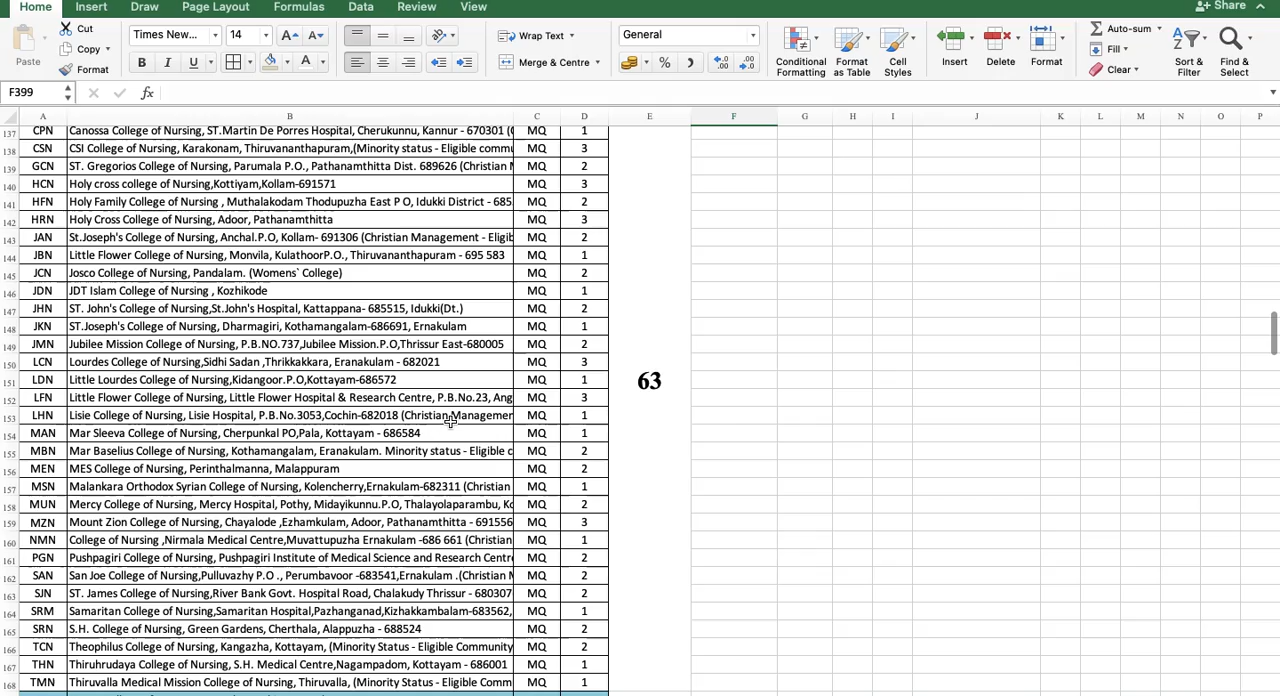 Home Insert Draw Page Layout Formulas Data Review View Share
Paste Cut Copy Format Times New... 14 A A B I U A Wrap Text Merge & Centre General % Conditional Formatting Format as Table Cell Styles Insert Delete Format Auto-sum Fill Clear Sort & Filter Find & Select
F399 fx
A B C D E F G H I J K L M N O P
137 CPN Canossa College of Nursing, ST.Martin De Porres Hospital, Cherukunnu, Kannur - 670301 (C MQ 1
138 CSN CSI College of Nursing, Karakonam, Thiruvananthapuram,(Minority status - Eligible commu MQ 3
139 GCN ST. Gregorios College of Nursing, Parumala P.O., Pathanamthitta Dist. 689626 (Christian M MQ 2
140 HCN Holy cross college of Nursing,Kottiyam,Kollam-691571 MQ 3
141 HFN Holy Family College of Nursing , Muthalakodam Thodupuzha East P O, Idukki District - 685 MQ 2
142 HRN Holy Cross College of Nursing, Adoor, Pathanamthitta MQ 3
143 JAN St.Joseph's College of Nursing, Anchal.P.O, Kollam- 691306 (Christian Management - Eligib MQ 2
144 JBN Little Flower College of Nursing, Monvila, KulathoorP.O., Thiruvananthapuram - 695 583 MQ 1
145 JCN Josco College of Nursing, Pandalam. (Womens` College) MQ 2
146 JDN JDT Islam College of Nursing , Kozhikode MQ 1
147 JHN ST. John's College of Nursing,St.John's Hospital, Kattappana- 685515, Idukki(Dt.) MQ 2
148 JKN ST.Joseph's College of Nursing, Dharmagiri, Kothamangalam-686691, Ernakulam MQ 1
149 JMN Jubilee Mission College of Nursing, P.B.NO.737,Jubilee Mission.P.O,Thrissur East-680005 MQ 2
150 LCN Lourdes College of Nursing,Sidhi Sadan ,Thrikkakkara, Eranakulam - 682021 MQ 3
151 LDN Little Lourdes College of Nursing,Kidangoor.P.O,Kottayam-686572 MQ 1 63
152 LFN Little Flower College of Nursing, Little Flower Hospital & Research Centre, P.B.No.23, Ang MQ 3
153 LHN Lisie College of Nursing, Lisie Hospital, P.B.No.3053,Cochin-682018 (Christian Managemen MQ 1
154 MAN Mar Sleeva College of Nursing, Cherpunkal PO,Pala, Kottayam - 686584 MQ 1
155 MBN Mar Baselius College of Nursing, Kothamangalam, Eranakulam. Minority status - Eligible c MQ 2
156 MEN MES College of Nursing, Perinthalmanna, Malappuram MQ 2
157 MSN Malankara Orthodox Syrian College of Nursing, Kolencherry,Ernakulam-682311 (Christian MQ 1
158 MUN Mercy College of Nursing, Mercy Hospital, Pothy, Midayikunnu.P.O, Thalayolaparambu, Ko MQ 2
159 MZN Mount Zion College of Nursing, Chayalode ,Ezhamkulam, Adoor, Pathanamthitta - 691556 MQ 3
160 NMN College of Nursing ,Nirmala Medical Centre,Muvattupuzha Ernakulam -686 661 (Christian MQ 1
161 PGN Pushpagiri College of Nursing, Pushpagiri Institute of Medical Science and Research Centre MQ 2
162 SAN San Joe College of Nursing,Pulluvazhy P.O ., Perumbavoor -683541,Ernakulam .(Christian M MQ 2
163 SJN ST. James College of Nursing,River Bank Govt. Hospital Road, Chalakudy Thrissur - 680307 MQ 2
164 SRM Samaritan College of Nursing,Samaritan Hospital,Pazhanganad,Kizhakkambalam-683562, MQ 1
165 SRN S.H. College of Nursing, Green Gardens, Cherthala, Alappuzha - 688524 MQ 2
166 TCN Theophilus College of Nursing, Kangazha, Kottayam, (Minority Status - Eligible Community MQ 2
167 THN Thiruhrudaya College of Nursing, S.H. Medical Centre,Nagampadom, Kottayam - 686001 MQ 1
168 TMN Thiruvalla Medical Mission College of Nursing, Thiruvalla, (Minority Status - Eligible Comm MQ 1